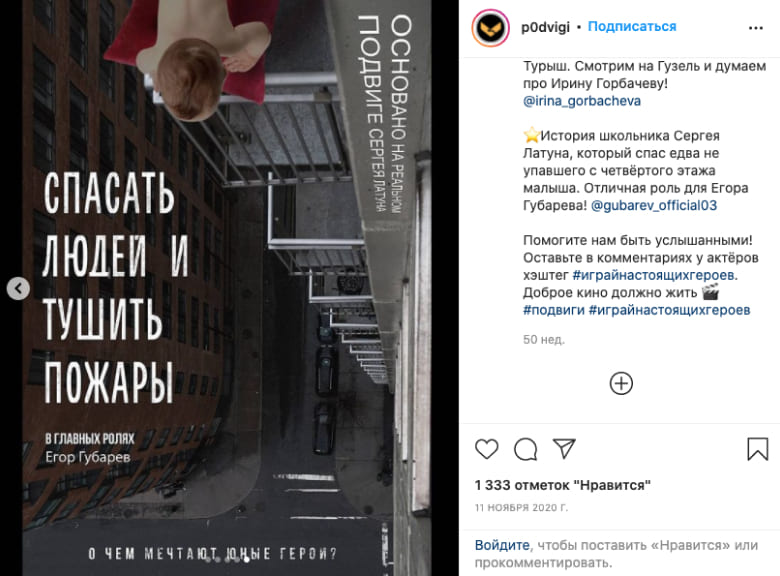 ОСНОВАНО НА РЕАЛЬНОМ
ПОДВИГЕ СЕРГЕЯ ЛАТУНА
СПАСАТЬ
ЛЮДЕЙ И
ТУШИТЬ
ПОЖАРЫ
В ГЛАВНЫХ РОЛЯХ
Егор Губарев
О ЧЕМ МЕЧТАЮТ ЮНЫЕ ГЕРОИ?
p0dvigi • Подписаться
Турыш. Смотрим на Гузель и думаем
про Ирину Горбачеву!
@irina_gorbacheva
⭐История школьника Сергея
Латуна, который спас едва не
упавшего с четвёртого этажа
малыша. Отличная роль для Егора
Губарева! @gubarev_official03
Помогите нам быть услышанными!
Оставьте в комментариях у актёров
хэштег #играйнастоящихгероев.
Доброе кино должно жить 🎬
#подвиги #играйнастоящихгероев
50 нед.
1 333 отметок "Нравится"
11 НОЯБРЯ 2020 Г.
Войдите, чтобы поставить «Нравится» или
прокомментировать.